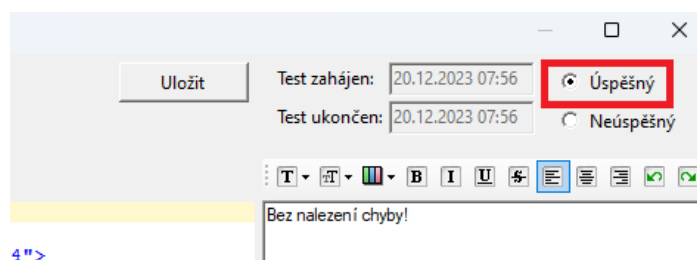 Uložit
Test zahájen: 20.12.2023 07:56
Úspěšný
Test ukončen: 20.12.2023 07:56
Neúspěšný
T T B I U S
Bez nalezení chyby!
4">